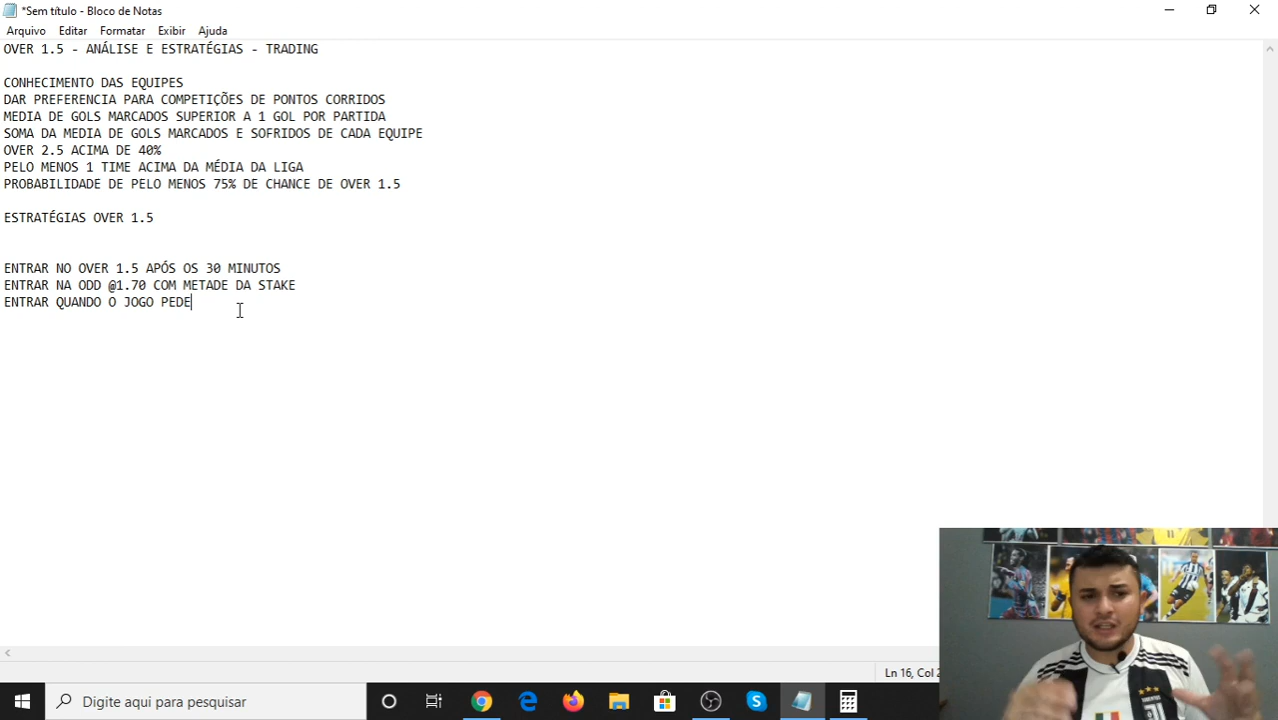 *Sem título - Bloco de Notas
Arquivo Editar Formatar Exibir Ajuda
OVER 1.5 - ANÁLISE E ESTRATÉGIAS - TRADING
CONHECIMENTO DAS EQUIPES
DAR PREFERENCIA PARA COMPETIÇÕES DE PONTOS CORRIDOS
MEDIA DE GOLS MARCADOS SUPERIOR A 1 GOL POR PARTIDA
SOMA DA MEDIA DE GOLS MARCADOS E SOFRIDOS DE CADA EQUIPE
OVER 2.5 ACIMA DE 40%
PELO MENOS 1 TIME ACIMA DA MÉDIA DA LIGA
PROBABILIDADE DE PELO MENOS 75% DE CHANCE DE OVER 1.5
ESTRATÉGIAS OVER 1.5
ENTRAR NO OVER 1.5 APÓS OS 30 MINUTOS
ENTRAR NA ODD @1.70 COM METADE DA STAKE
ENTRAR QUANDO O JOGO PEDE
Ln 16, Col
Digite aqui para pesquisar